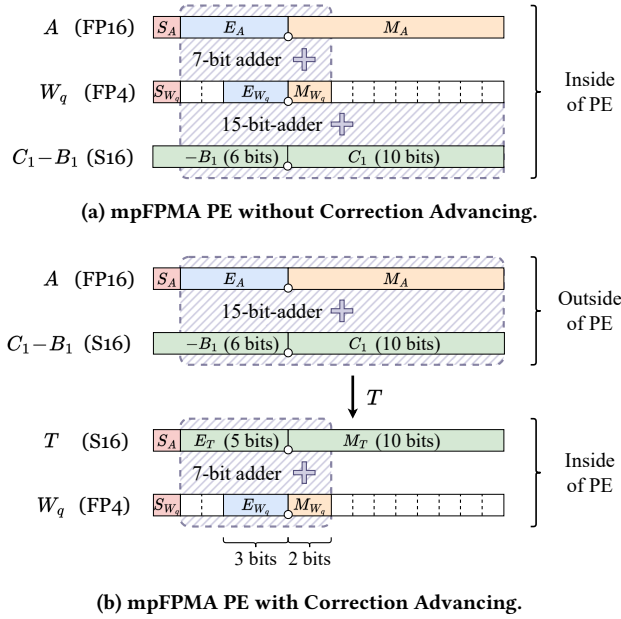 A (FP16) S_A E_A M_A
7-bit adder
W_q (FP4) S_{W_q} E_{W_q} M_{W_q}
15-bit-adder
C_1−B_1 (S16) −B_1 (6 bits) C_1 (10 bits)
Inside
of PE
(a) mpFPMA PE without Correction Advancing.
A (FP16) S_A E_A M_A
15-bit-adder
C_1−B_1 (S16) −B_1 (6 bits) C_1 (10 bits)
Outside
of PE
T
T (S16) S_A E_T (5 bits) M_T (10 bits)
7-bit adder
W_q (FP4) S_{W_q} E_{W_q} M_{W_q}
3 bits 2 bits
Inside
of PE
(b) mpFPMA PE with Correction Advancing.